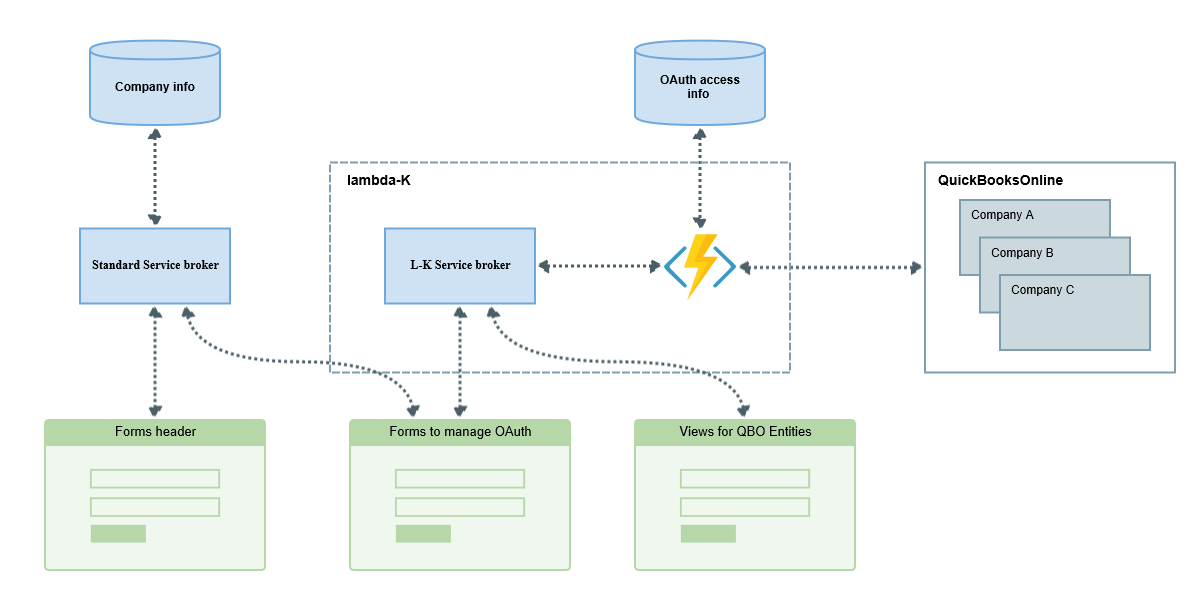 Company info
OAuth access
info
lambda-K
QuickBooksOnline
Company A
Company B
Company C
Standard Service broker
L-K Service broker
Forms header
Forms to manage OAuth
Views for QBO Entities